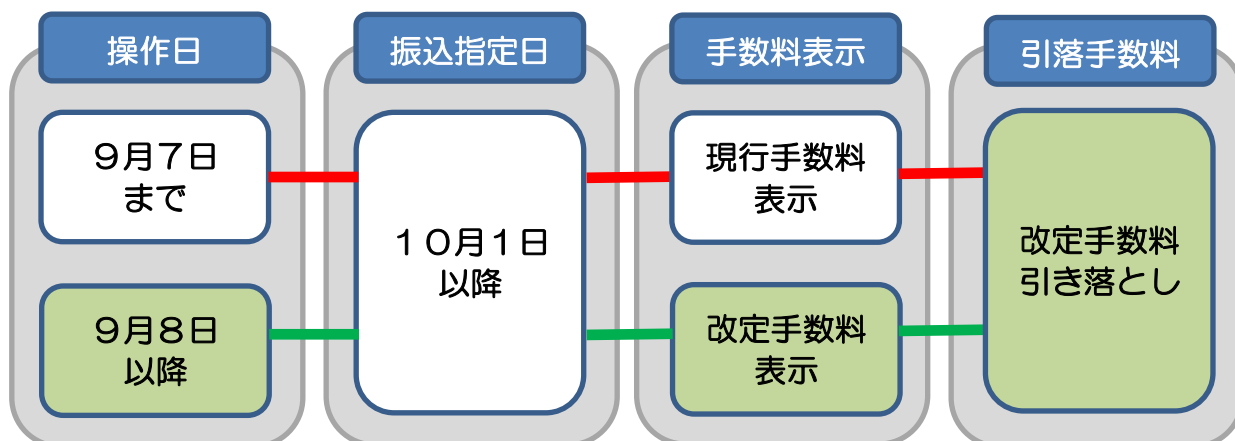 操作日
振込指定日
手数料表示
引落手数料
９月７日
まで
１０月１日
以降
現行手数料
表示
改定手数料
引き落とし
９月８日
以降
改定手数料
表示